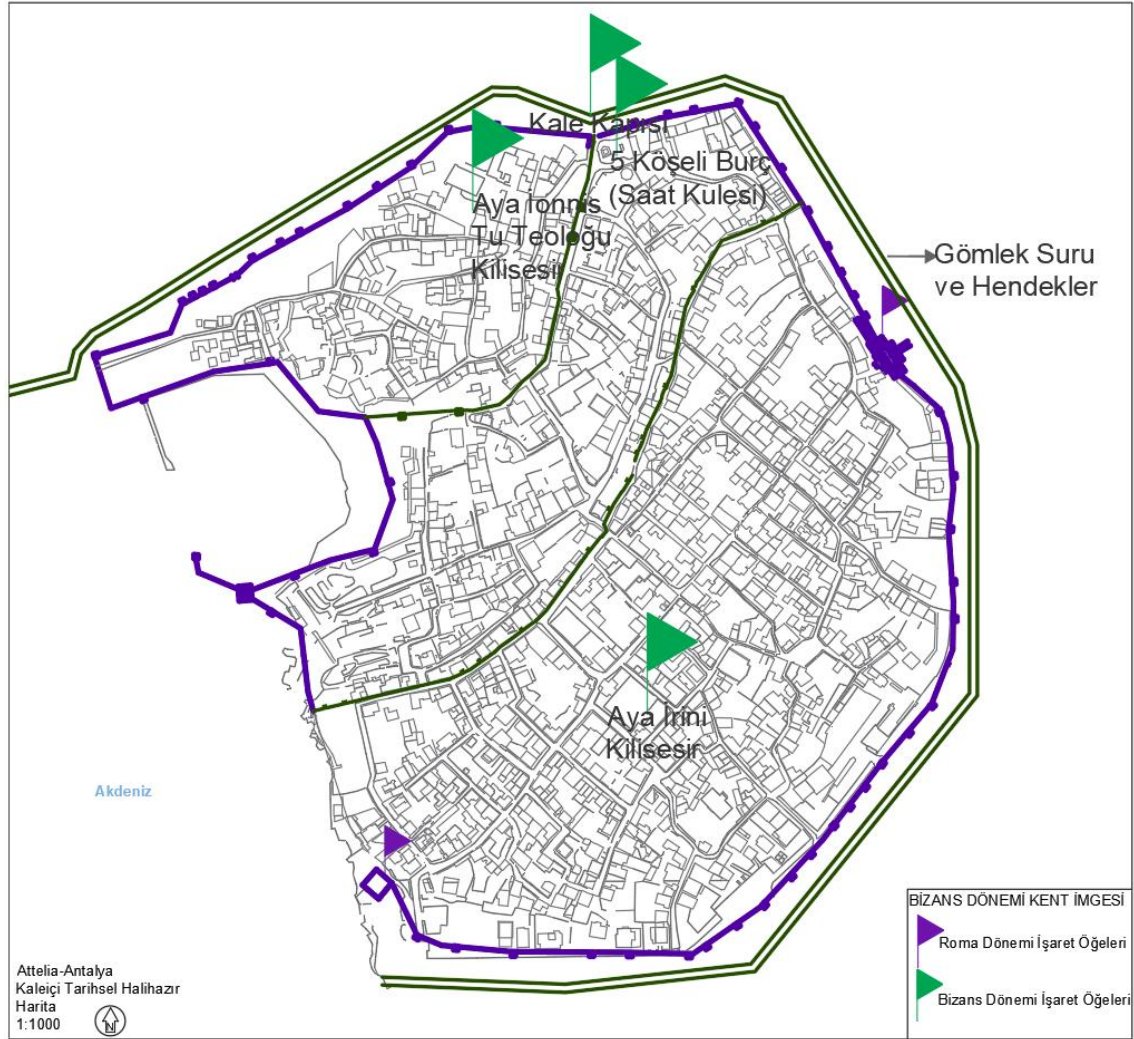 Kale Kapısı
5 Köşeli Burç
(Saat Kulesi)
Aya İonnis
Tu Teoloğu
Kilisesir
Gömlek Suru
ve Hendekler
Aya İrini
Kilisesir
Akdeniz
BİZANS DÖNEMİ KENT İMGESİ
Roma Dönemi İşaret Öğeleri
Bizans Dönemi İşaret Öğeleri
Attelia-Antalya
Kaleiçi Tarihsel Halihazır
Harita
1:1000
N